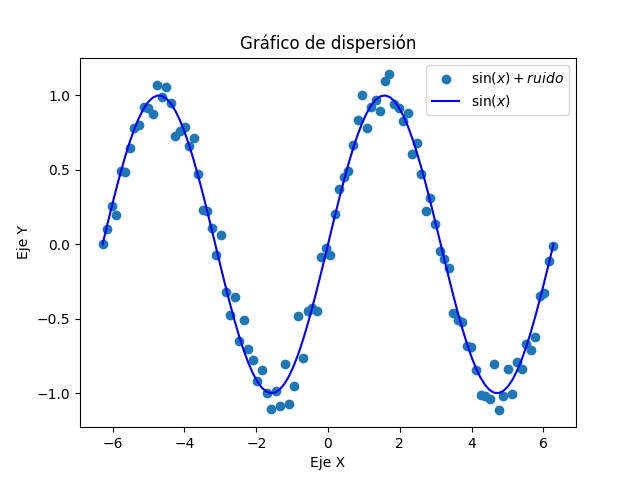 Gráfico de dispersión
sin(x) + ruido
sin(x)
1.0
0.5
0.0
−0.5
−1.0
Eje Y
−6 −4 −2 0 2 4 6
Eje X